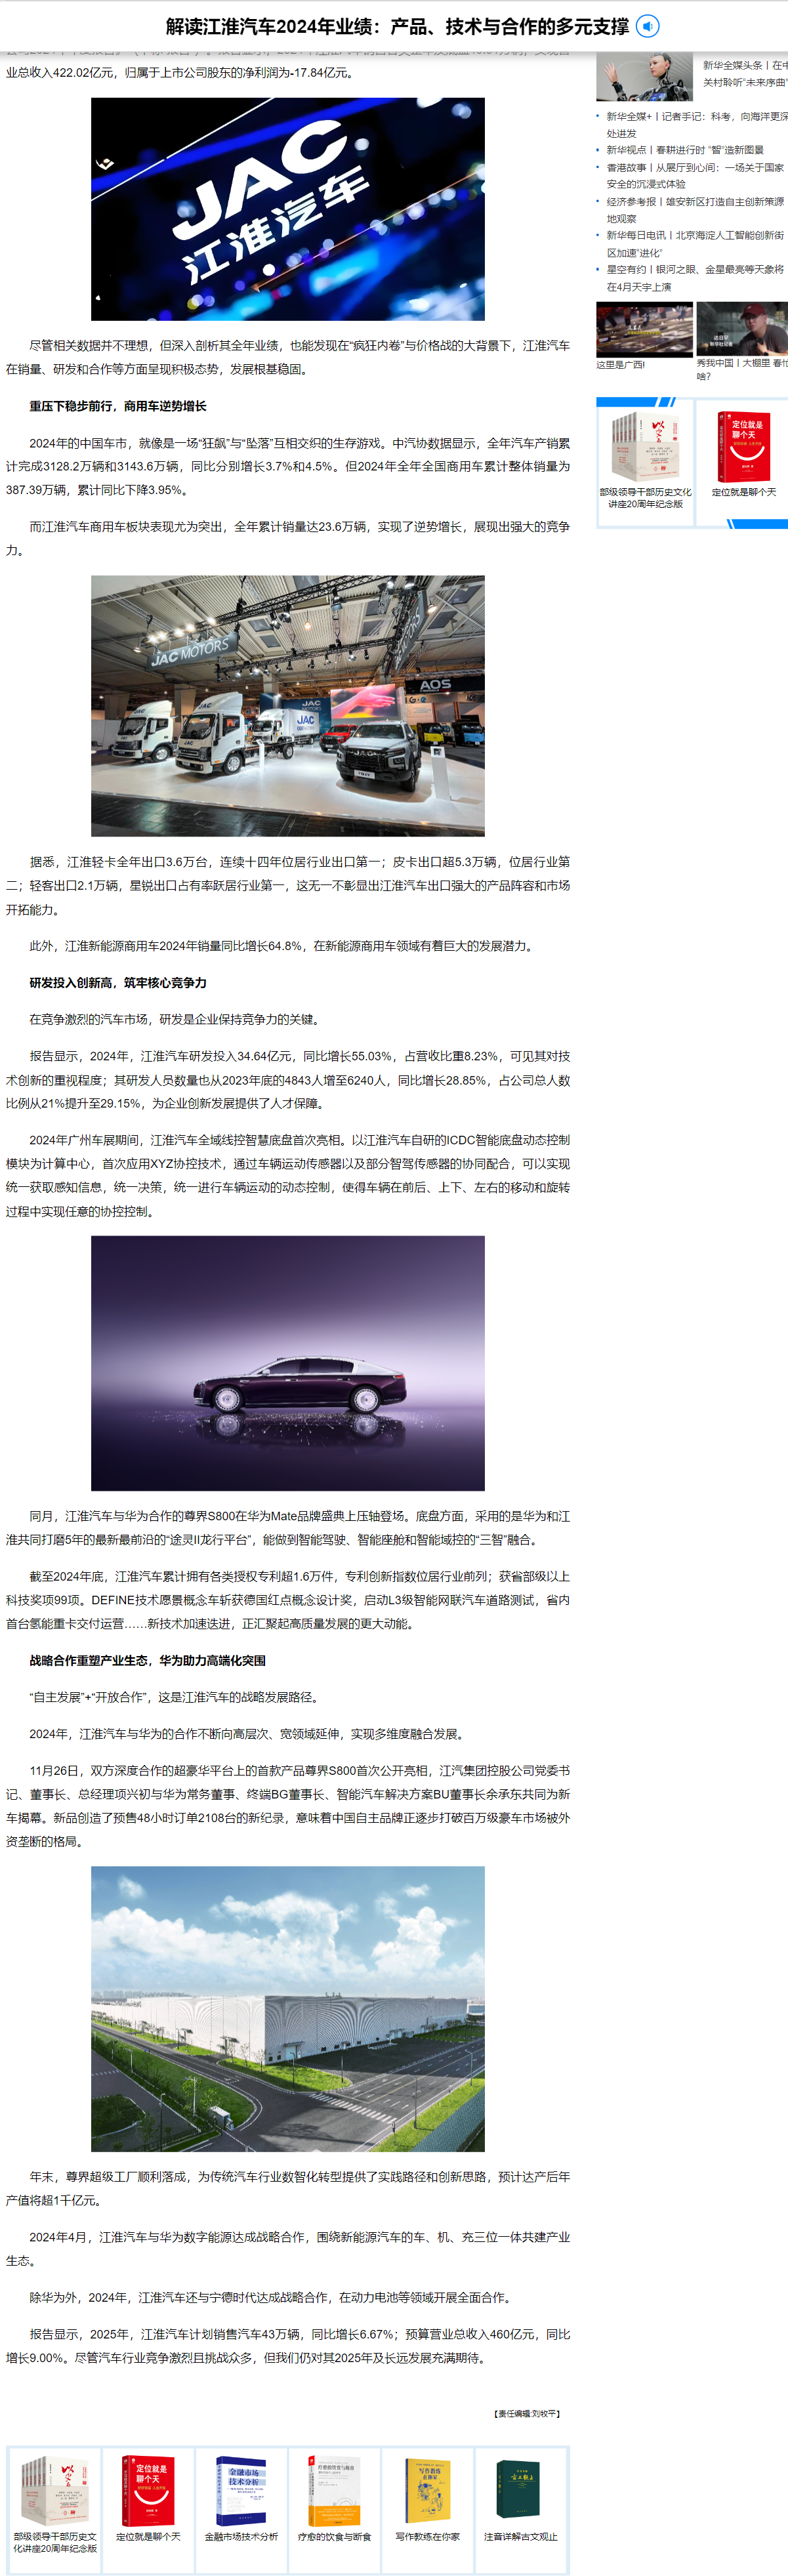 解读江淮汽车2024年业绩：产品、技术与合作的多元支撑
业总收入422.02亿元，归属于上市公司股东的净利润为-17.84亿元。
JAC
江淮汽车
尽管相关数据并不理想，但深入剖析其全年业绩，也能发现在“疯狂内卷”与价格战的大背景下，江淮汽车
在销量、研发和合作等方面呈现积极态势，发展根基稳固。
重压下稳步前行，商用车逆势增长
2024年的中国车市，就像是一场“狂飙”与“坠落”互相交织的生存游戏。中汽协数据显示，全年汽车产销累
计完成3128.2万辆和3143.6万辆，同比分别增长3.7%和4.5%。但2024年全年全国商用车累计整体销量为
387.39万辆，累计同比下降3.95%。
而江淮汽车商用车板块表现尤为突出，全年累计销量达23.6万辆，实现了逆势增长，展现出强大的竞争
力。
JAC MOTORS
JAC MOTORS
AOS
JAC
据悉，江淮轻卡全年出口3.6万台，连续十四年位居行业出口第一；皮卡出口超5.3万辆，位居行业第
二；轻客出口2.1万辆，星锐出口占有率跃居行业第一，这无一不彰显出江淮汽车出口强大的产品阵容和市场
开拓能力。
此外，江淮新能源商用车2024年销量同比增长64.8%，在新能源商用车领域有着巨大的发展潜力。
研发投入创新高，筑牢核心竞争力
在竞争激烈的汽车市场，研发是企业保持竞争力的关键。
报告显示，2024年，江淮汽车研发投入34.64亿元，同比增长55.03%，占营收比重8.23%，可见其对技
术创新的重视程度；其研发人员数量也从2023年底的4843人增至6240人，同比增长28.85%，占公司总人数
比例从21%提升至29.15%，为企业创新发展提供了人才保障。
2024年广州车展期间，江淮汽车全域线控智慧底盘首次亮相。以江淮汽车自研的ICDC智能底盘动态控制
模块为计算中心，首次应用XYZ协控技术，通过车辆运动传感器以及部分智驾传感器的协同配合，可以实现
统一获取感知信息，统一决策，统一进行车辆运动的动态控制，使得车辆在前后、上下、左右的移动和旋转
过程中实现任意的协控控制。
同月，江淮汽车与华为合作的尊界S800在华为Mate品牌盛典上压轴登场。底盘方面，采用的是华为和江
淮共同打磨5年的最新最前沿的“途灵II龙行平台”，能做到智能驾驶、智能座舱和智能域控的“三智”融合。
截至2024年底，江淮汽车累计拥有各类授权专利超1.6万件，专利创新指数位居行业前列；获省部级以上
科技奖项99项。DEFINE技术愿景概念车斩获德国红点概念设计奖，启动L3级智能网联汽车道路测试，省内
首台氢能重卡交付运营……新技术加速迭进，正汇聚起高质量发展的更大动能。
战略合作重塑产业生态，华为助力高端化突围
“自主发展”+“开放合作”，这是江淮汽车的战略发展路径。
2024年，江淮汽车与华为的合作不断向高层次、宽领域延伸，实现多维度融合发展。
11月26日，双方深度合作的超豪华平台上的首款产品尊界S800首次公开亮相，江汽集团控股公司党委书
记、董事长、总经理项兴初与华为常务董事、终端BG董事长、智能汽车解决方案BU董事长余承东共同为新
车揭幕。新品创造了预售48小时订单2108台的新纪录，意味着中国自主品牌正逐步打破百万级豪车市场被外
资垄断的格局。
年末，尊界超级工厂顺利落成，为传统汽车行业数智化转型提供了实践路径和创新思路，预计达产后年
产值将超1千亿元。
2024年4月，江淮汽车与华为数字能源达成战略合作，围绕新能源汽车的车、机、充三位一体共建产业
生态。
除华为外，2024年，江淮汽车还与宁德时代达成战略合作，在动力电池等领域开展全面合作。
报告显示，2025年，江淮汽车计划销售汽车43万辆，同比增长6.67%；预算营业总收入460亿元，同比
增长9.00%。尽管汽车行业竞争激烈且挑战众多，但我们仍对其2025年及长远发展充满期待。
【责任编辑:刘牧平】
部级领导干部历史文
化讲座20周年纪念版
定位就是聊个天
金融市场技术分析
疗愈的饮食与断食
写作教练在你家
注音详解古文观止
新华全媒头条丨在中
关村聆听“未来序曲”
新华全媒+丨记者手记：科考，向海洋更深
处进发
新华视点丨春耕进行时 “智”造新图景
香港故事丨从展厅到心间：一场关于国家
安全的沉浸式体验
经济参考报丨雄安新区打造自主创新策源
地观察
新华每日电讯丨北京海淀人工智能创新街
区加速“进化”
星空有约丨银河之眼、金星最亮等天象将
在4月天宇上演
这里是广西!
秀我中国丨大棚里 春忙
啥?
定位就是
聊个天
部级领导干部历史文化
讲座20周年纪念版
定位就是聊个天